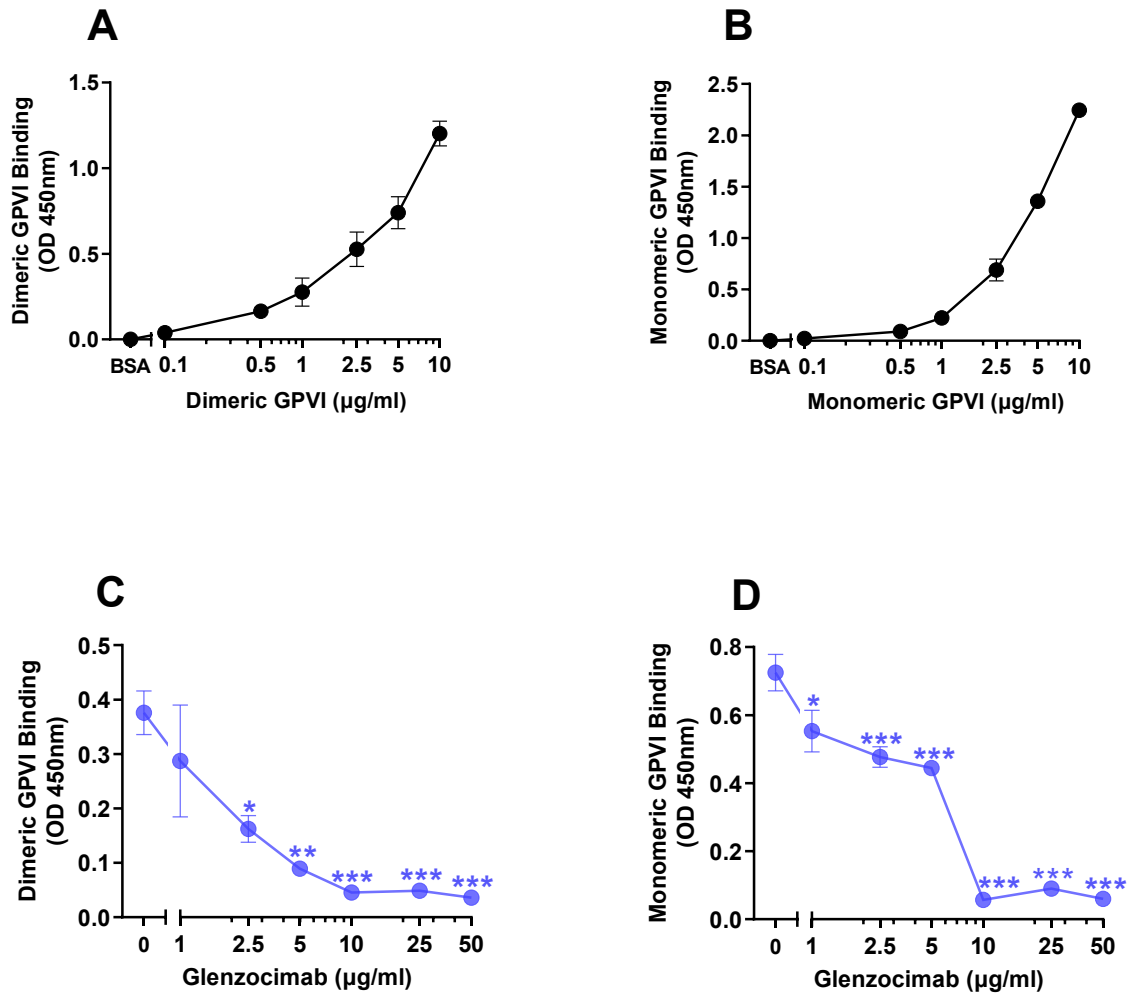 A
Dimeric GPVI Binding
(OD 450nm)
1.5
1.0
0.5
0.0
BSA 0.1 0.5 1 2.5 5 10
Dimeric GPVI (µg/ml)
B
Monomeric GPVI Binding
(OD 450nm)
2.5
2.0
1.5
1.0
0.5
0.0
BSA 0.1 0.5 1 2.5 5 10
Monomeric GPVI (µg/ml)
C
Dimeric GPVI Binding
(OD 450nm)
0.5
0.4
0.3
0.2
0.1
0.0
*
**
***
***
***
0 1 2.5 5 10 25 50
Glenzocimab (µg/ml)
D
Monomeric GPVI Binding
(OD 450nm)
0.8
0.6
0.4
0.2
0.0
*
***
***
***
***
***
0 1 2.5 5 10 25 50
Glenzocimab (µg/ml)